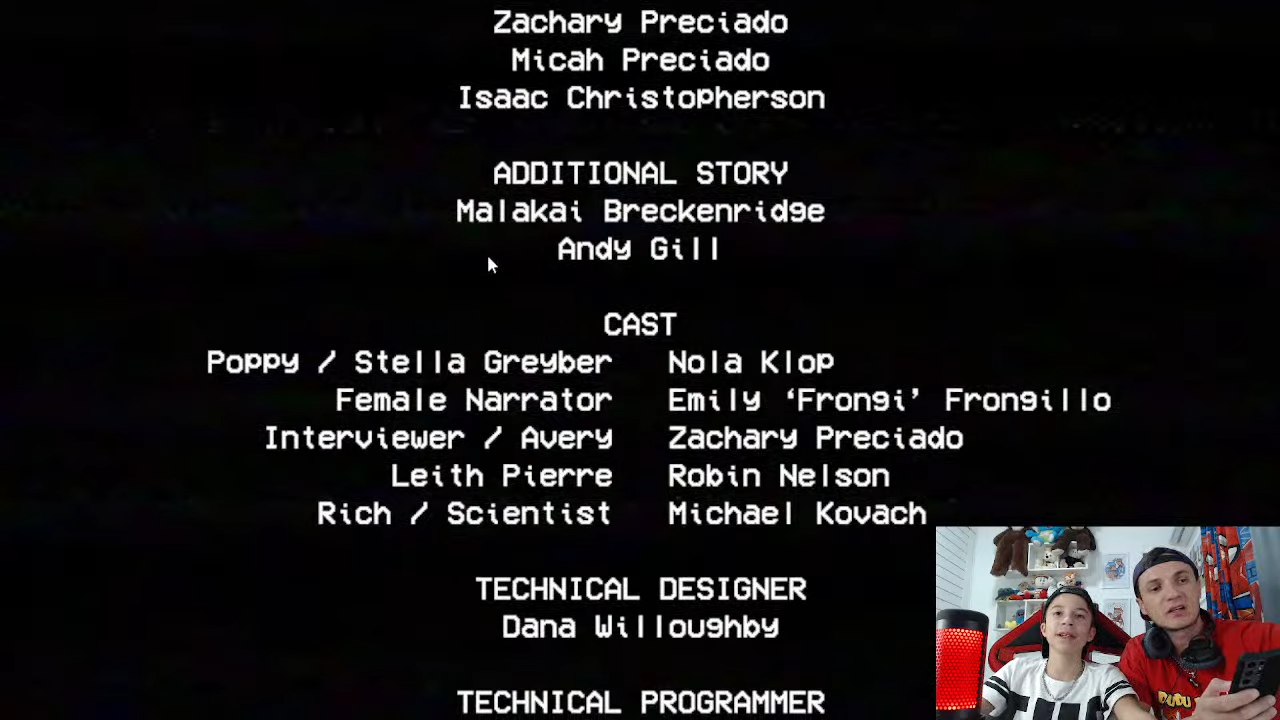 Zachary Preciado
Micah Preciado
Isaac Christopherson
ADDITIONAL STORY
Malakai Breckenridge
Andy Gill
CAST
Poppy / Stella Greyber Nola Klop
Female Narrator Emily ‘Frongi’ Frongillo
Interviewer / Avery Zachary Preciado
Leith Pierre Robin Nelson
Rich / Scientist Michael Kovach
TECHNICAL DESIGNER
Dana Willoughby
TECHNICAL PROGRAMMER